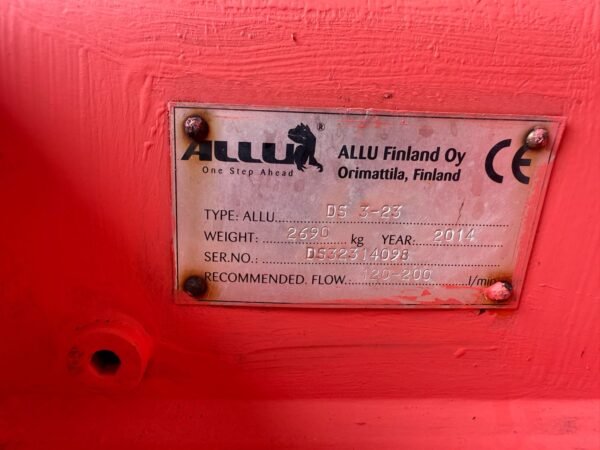 ALLU ®
One Step Ahead
ALLU Finland Oy
Orimattila, Finland
CE
TYPE: ALLU DS 3-23
WEIGHT: 2690 kg YEAR: 2014
SER.NO.: DS32314098
RECOMMENDED. FLOW 120-200 l/min